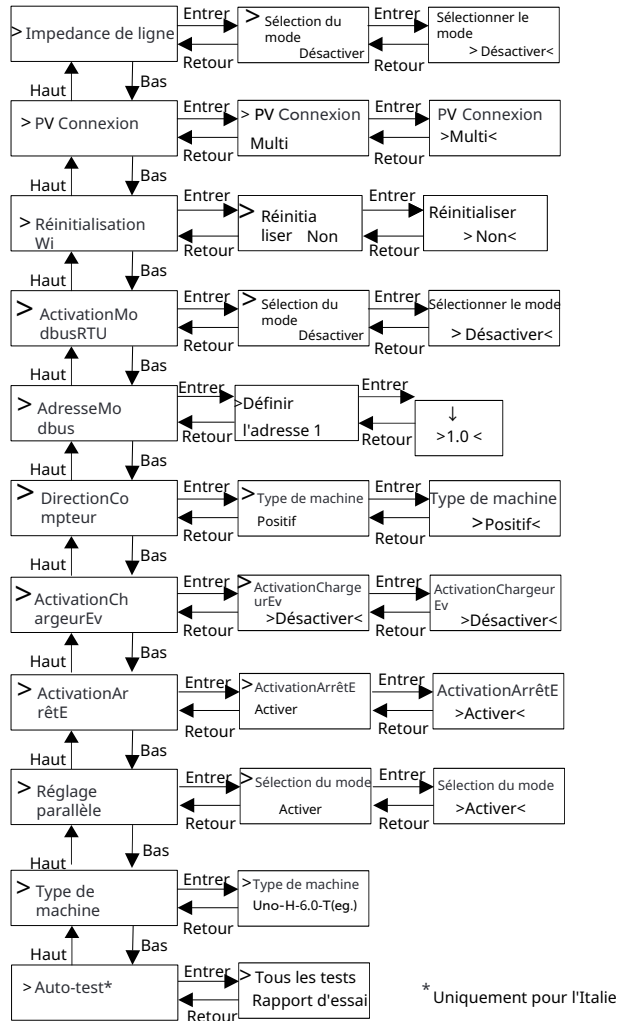 > Impedance de ligne
Entrer
Retour
> Sélection du
mode
Désactiver
Entrer
Retour
Sélectionner le
mode
> Désactiver<
Haut
Bas
> PV Connexion
Entrer
Retour
> PV Connexion
Multi
Entrer
Retour
PV Connexion
>Multi<
Haut
Bas
> Réinitialisation
Wi
Entrer
Retour
> Réinitia
liser Non
Entrer
Retour
Réinitialiser
> Non<
Haut
Bas
> ActivationMo
dbusRTU
Entrer
Retour
> Sélection du
mode
Désactiver
Entrer
Retour
Sélectionner le mode
> Désactiver<
Haut
Bas
> AdresseMo
dbus
Entrer
Retour
>Définir
l'adresse 1
Entrer
Retour
↓
>1.0 <
Haut
Bas
> DirectionCo
mpteur
Entrer
Retour
> Type de machine
Positif
Entrer
Retour
Type de machine
>Positif<
Haut
Bas
> ActivationCh
argeurEv
Entrer
Retour
> ActivationCharge
urEv
>Désactiver<
Entrer
Retour
ActivationChargeur
Ev
>Désactiver<
Haut
Bas
> ActivationAr
rêtE
Entrer
Retour
> ActivationArrêtE
Activer
Entrer
Retour
ActivationArrêtE
>Activer<
Haut
Bas
> Réglage
parallèle
Entrer
Retour
> Sélection du mode
Activer
Entrer
Retour
Sélection du mode
>Activer<
Haut
Bas
> Type de
machine
Entrer
Retour
>Type de machine
Uno-H-6.0-T(eg.)
Haut
Bas
> Auto-test*
Entrer
Retour
> Tous les tests
Rapport d'essai
* Uniquement pour l'Italie